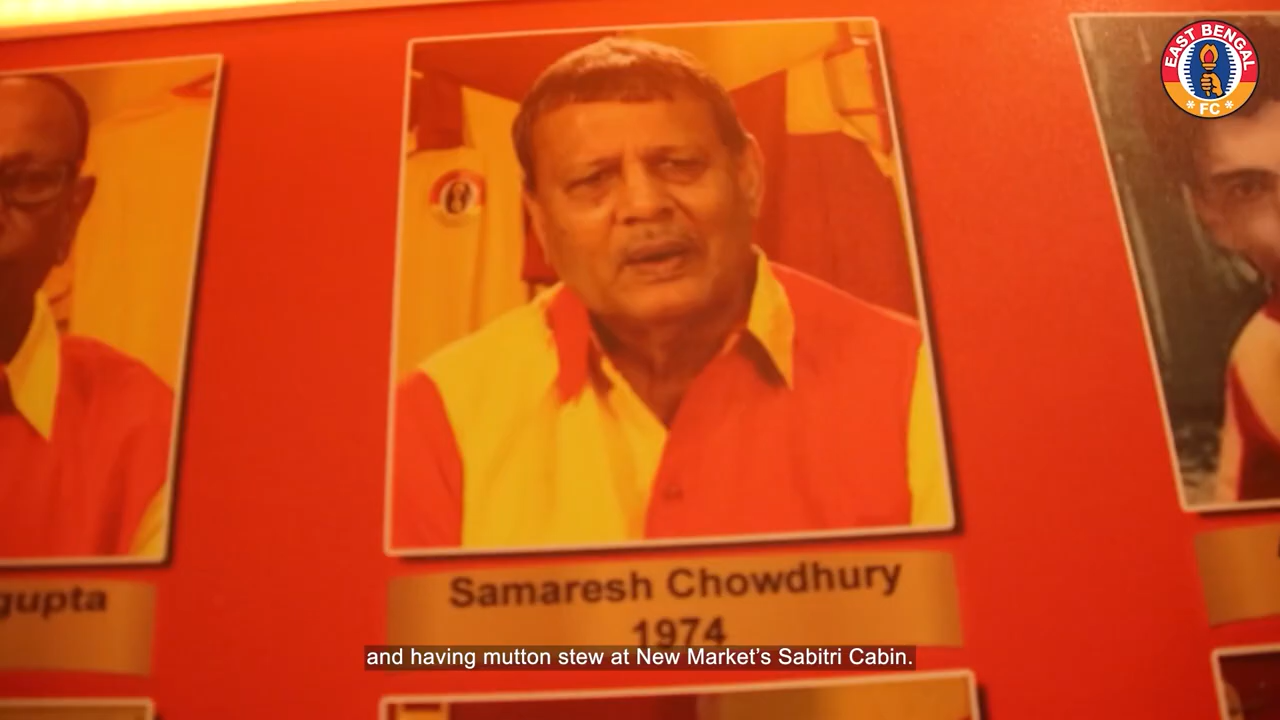 EAST BENGAL
FC
gupta
Samaresh Chowdhury
1974
and having mutton stew at New Market's Sabitri Cabin.